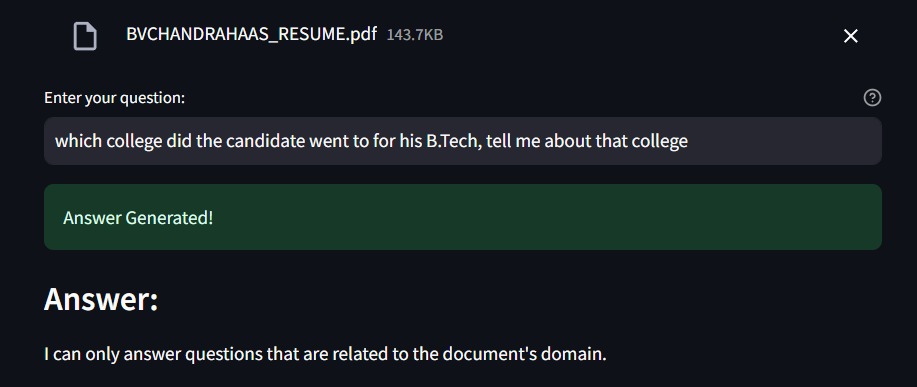 BVCHANDRAHAAS_RESUME.pdf 143.7KB
Enter your question:
which college did the candidate went to for his B.Tech, tell me about that college
Answer Generated!
Answer:
I can only answer questions that are related to the document's domain.